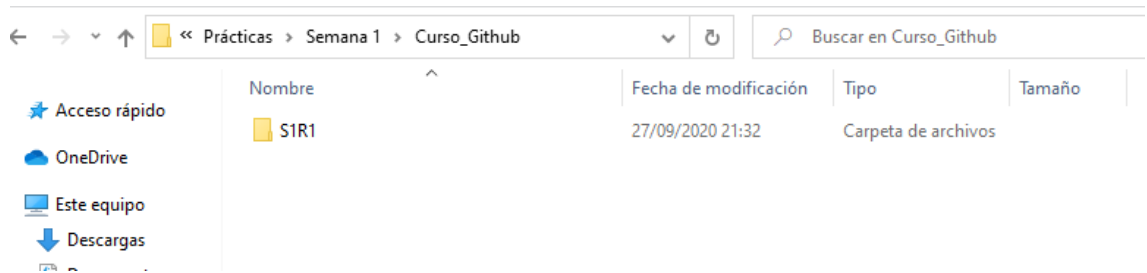 « Prácticas > Semana 1 > Curso_Github Buscar en Curso_Github
Nombre Fecha de modificación Tipo Tamaño
Acceso rápido
S1R1 27/09/2020 21:32 Carpeta de archivos
OneDrive
Este equipo
Descargas